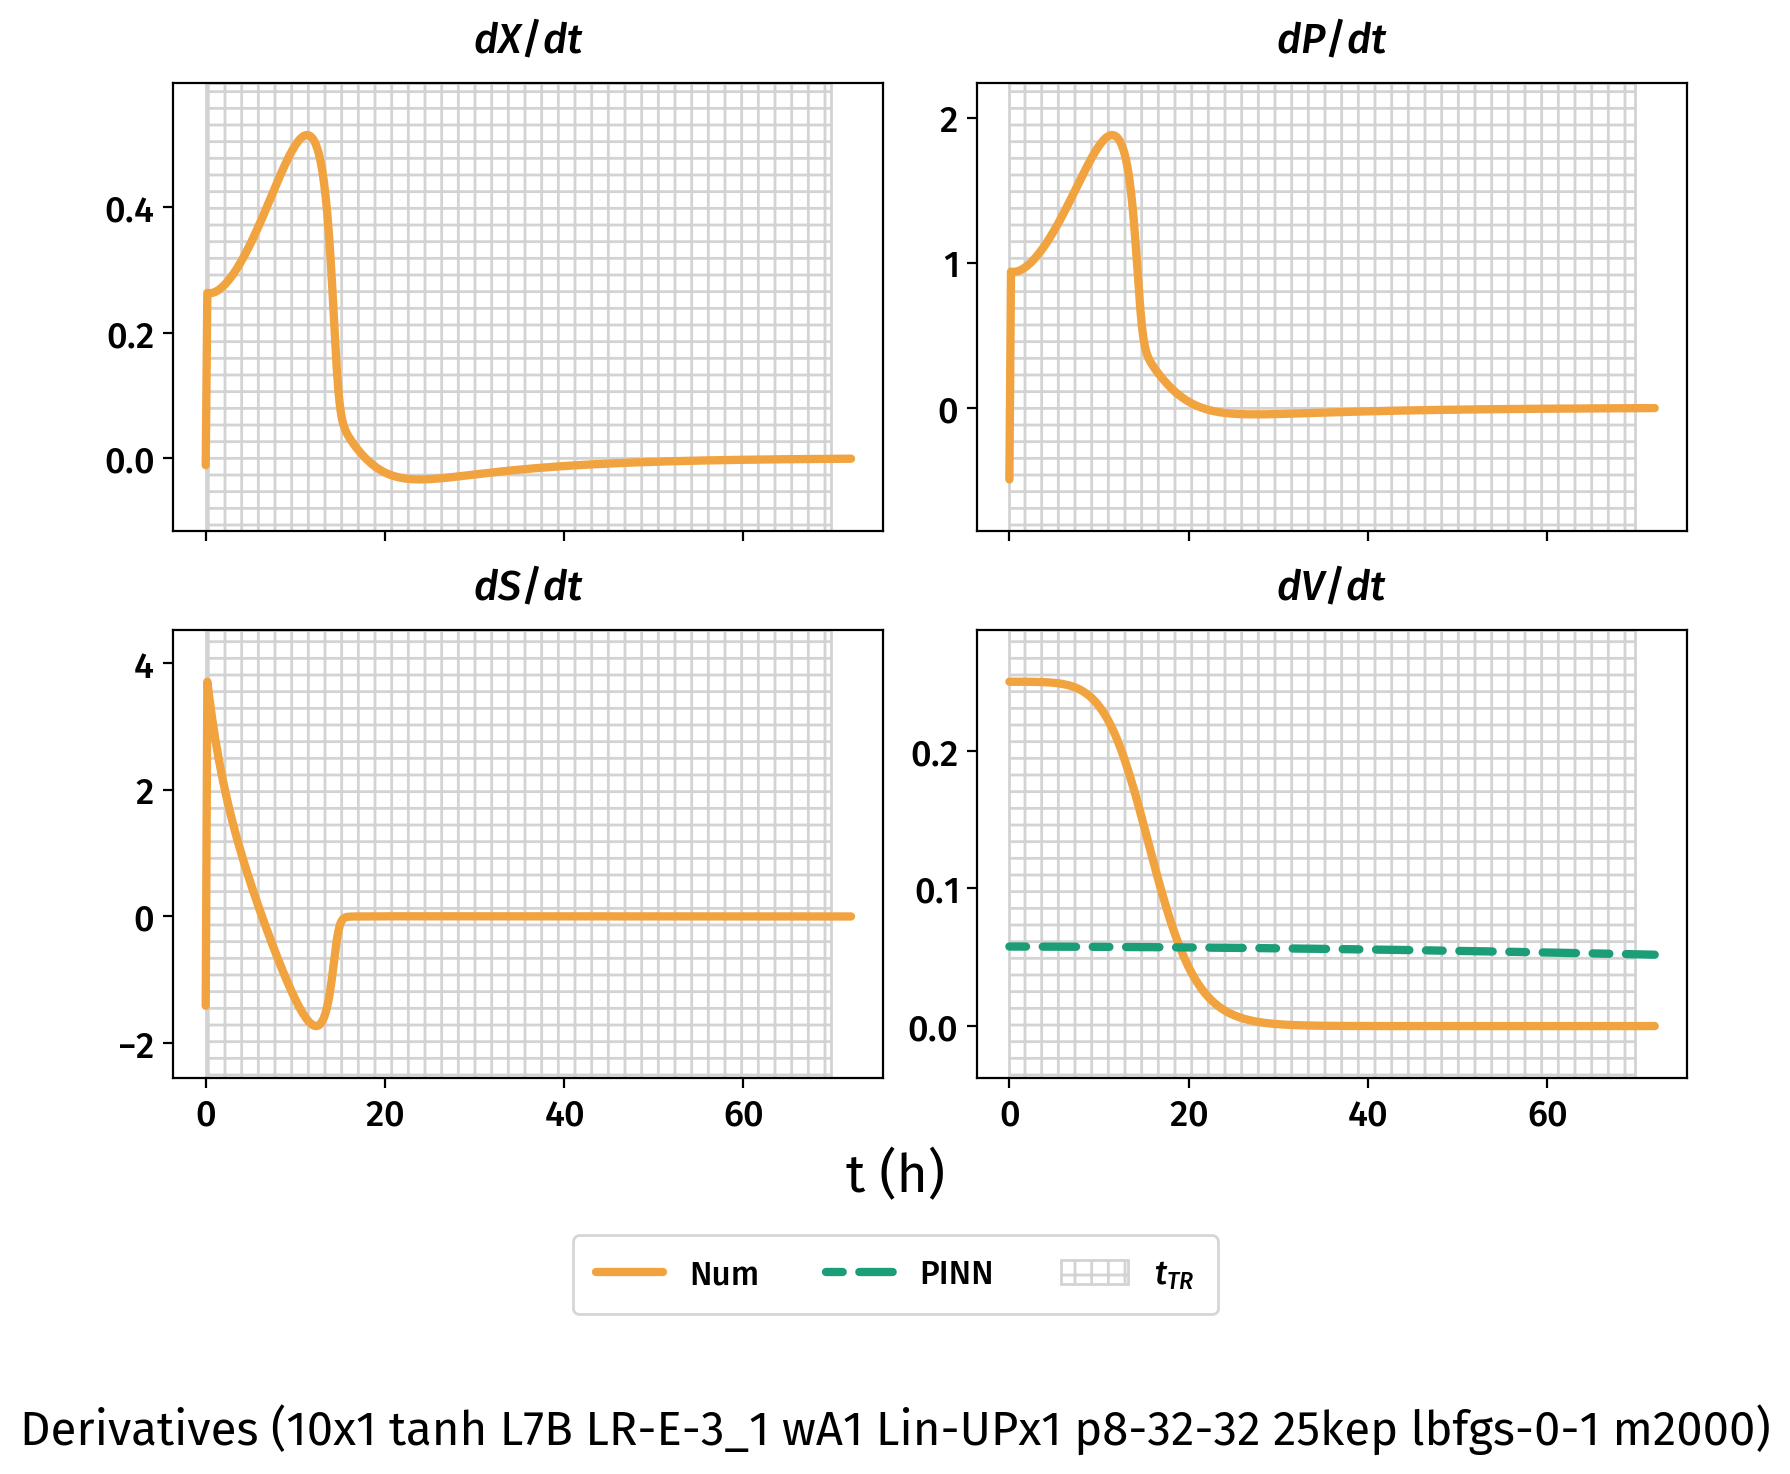 dX/dt
dP/dt
0.4
0.2
0.0
2
1
0
dS/dt
dV/dt
4
2
0
−2
0.2
0.1
0.0
0 20 40 60
0 20 40 60
t (h)
Num PINN t_TR
Derivatives (10x1 tanh L7B LR-E-3_1 wA1 Lin-UPx1 p8-32-32 25kep lbfgs-0-1 m2000)